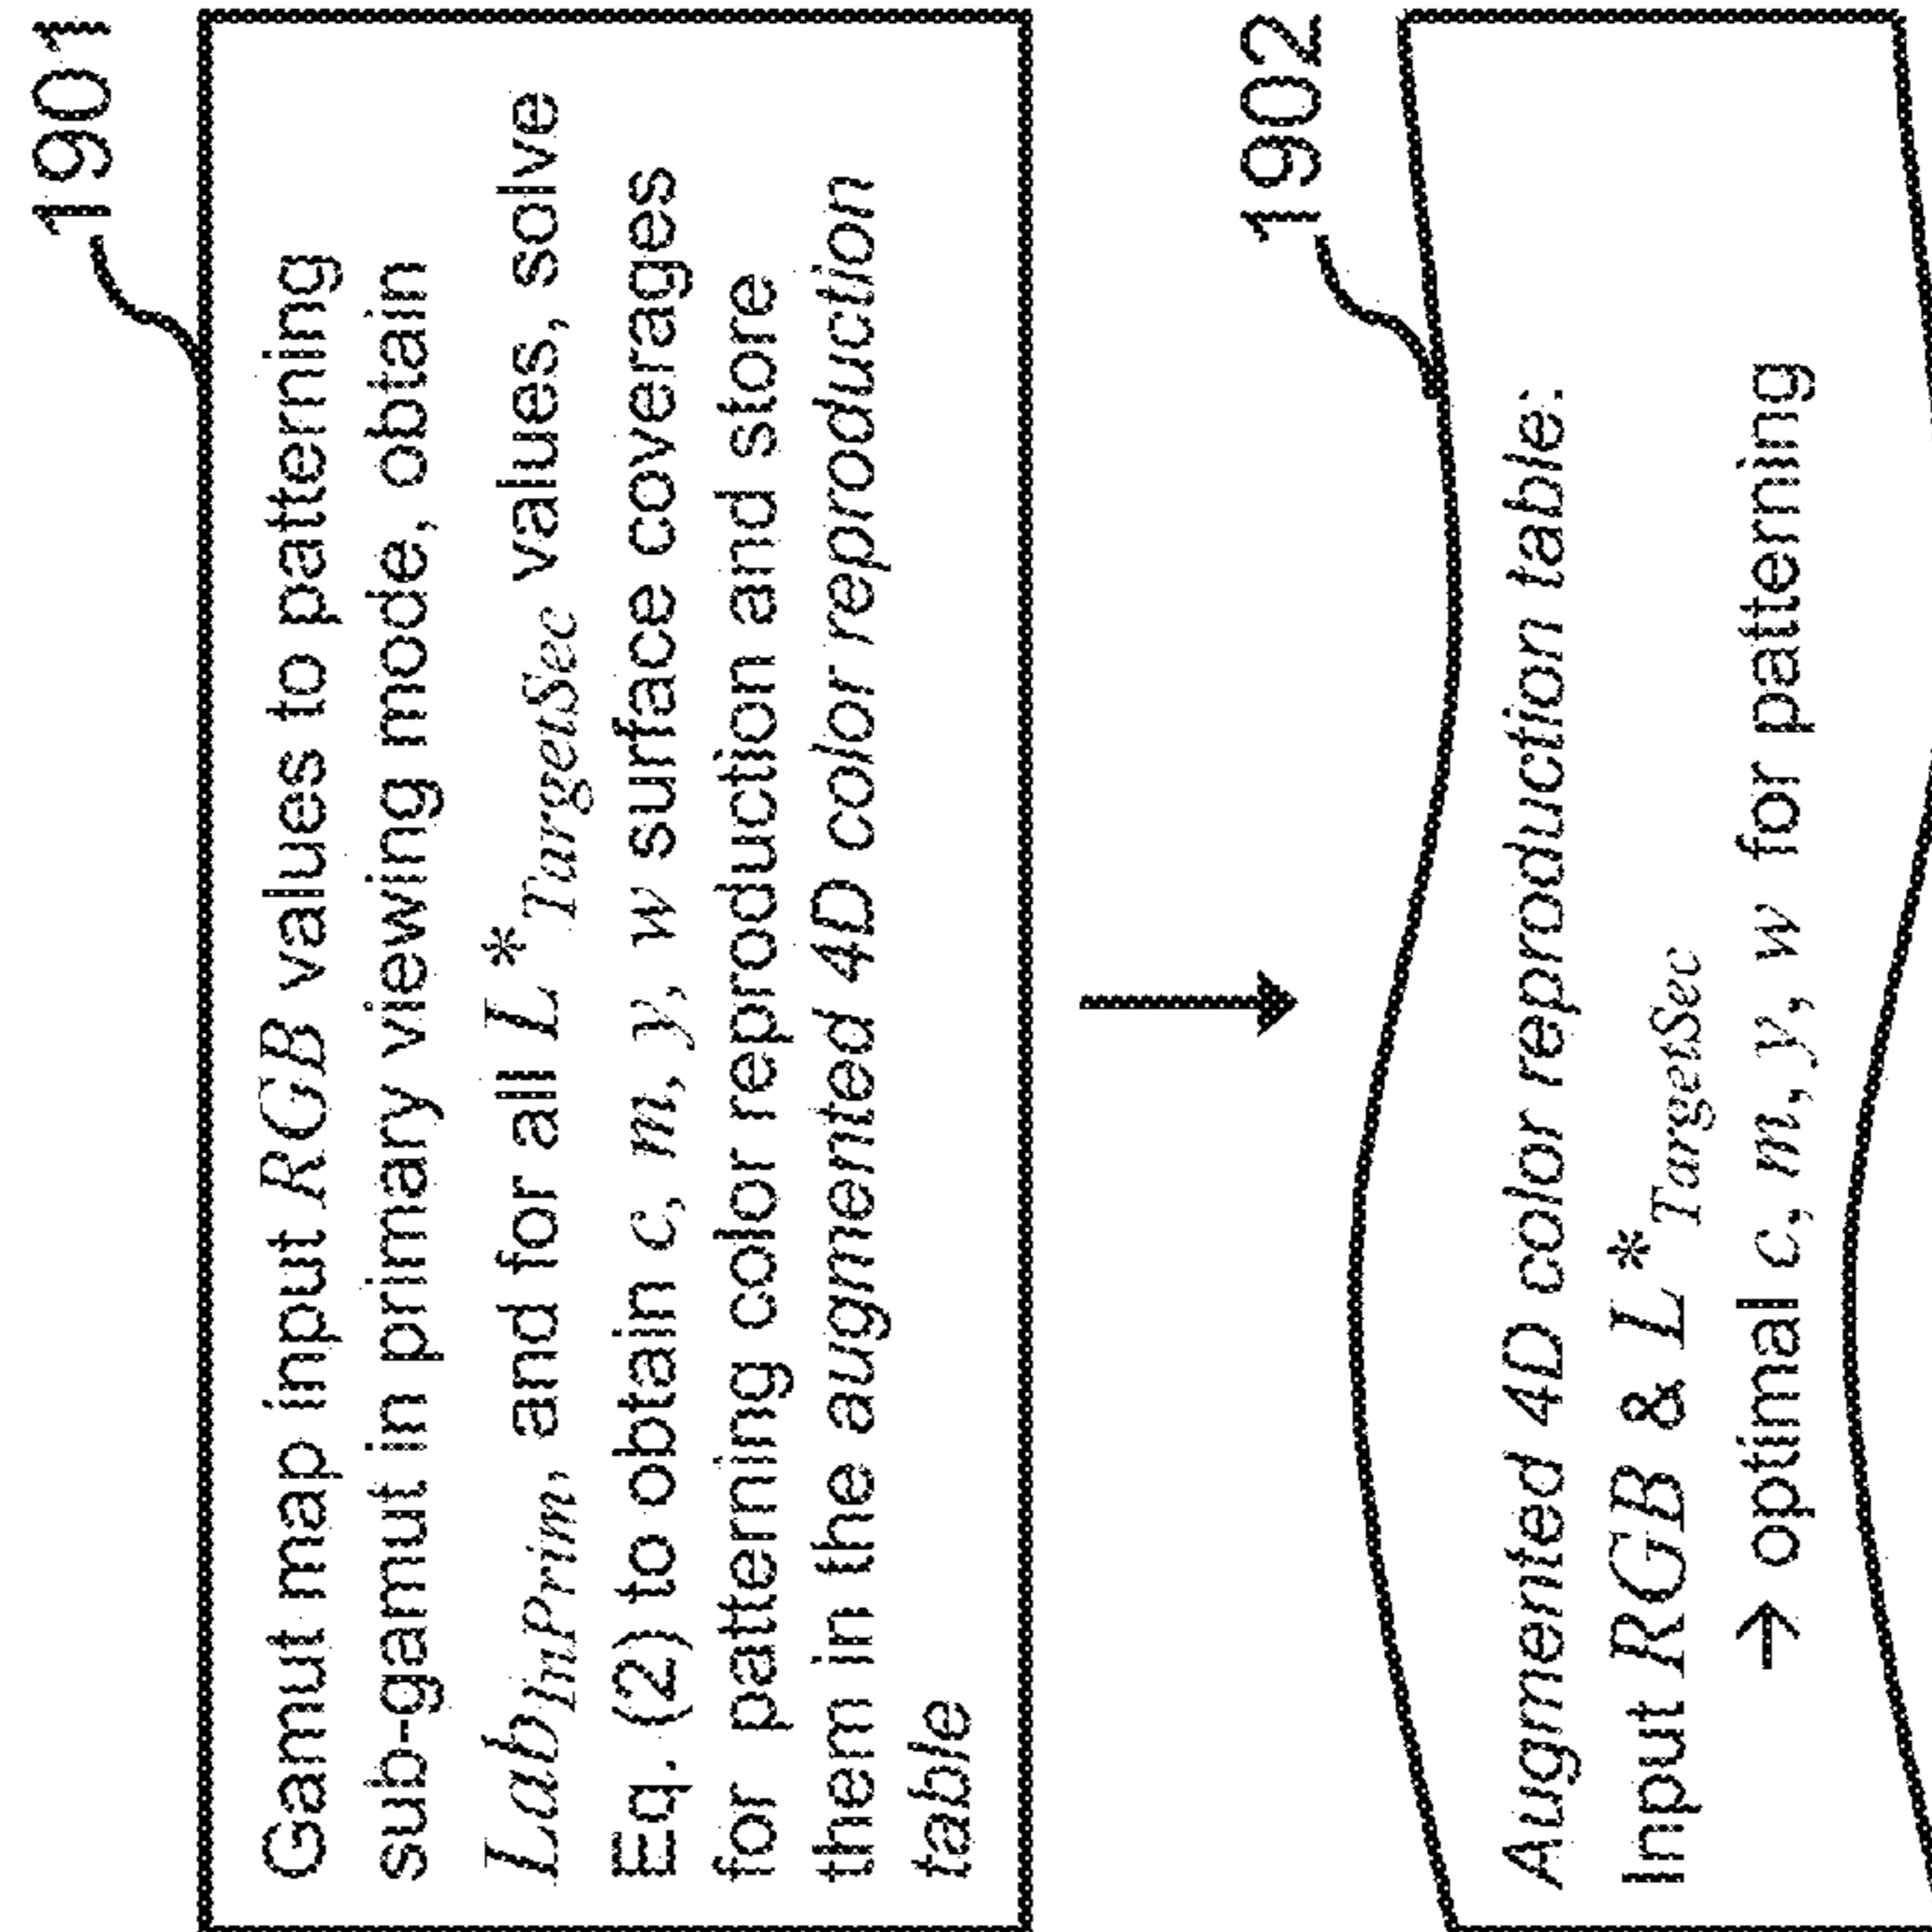 1901
Gamut map input RGB values to patterning
sub-gamut in primary viewing mode, obtain
Lab_InPrim, and for all L*_TargetSec values, solve
Eq. (2) to obtain c, m, y, w surface coverages
for patterning color reproduction and store
them in the augmented 4D color reproduction
table
1902
Augmented 4D color reproduction table:
Input RGB & L*_TargetSec
→ optimal c, m, y, w for patterning